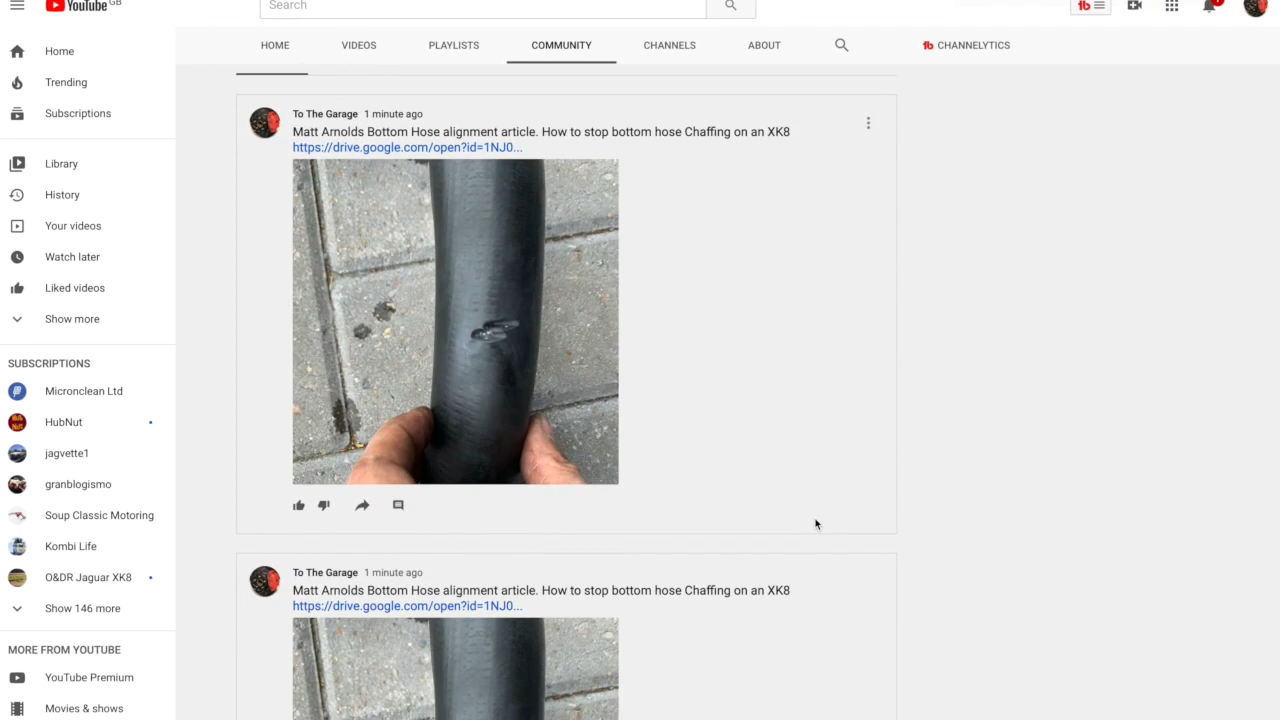 YouTube GB
Search
HOME VIDEOS PLAYLISTS COMMUNITY CHANNELS ABOUT CHANNELYTICS
Home
Trending
Subscriptions
Library
History
Your videos
Watch later
Liked videos
Show more
SUBSCRIPTIONS
Micronclean Ltd
HubNut
jagvette1
granblogismo
Soup Classic Motoring
Kombi Life
O&DR Jaguar XK8
Show 146 more
MORE FROM YOUTUBE
YouTube Premium
Movies & shows
To The Garage 1 minute ago
Matt Arnolds Bottom Hose alignment article. How to stop bottom hose Chaffing on an XK8
https://drive.google.com/open?id=1NJ0...
To The Garage 1 minute ago
Matt Arnolds Bottom Hose alignment article. How to stop bottom hose Chaffing on an XK8
https://drive.google.com/open?id=1NJ0...